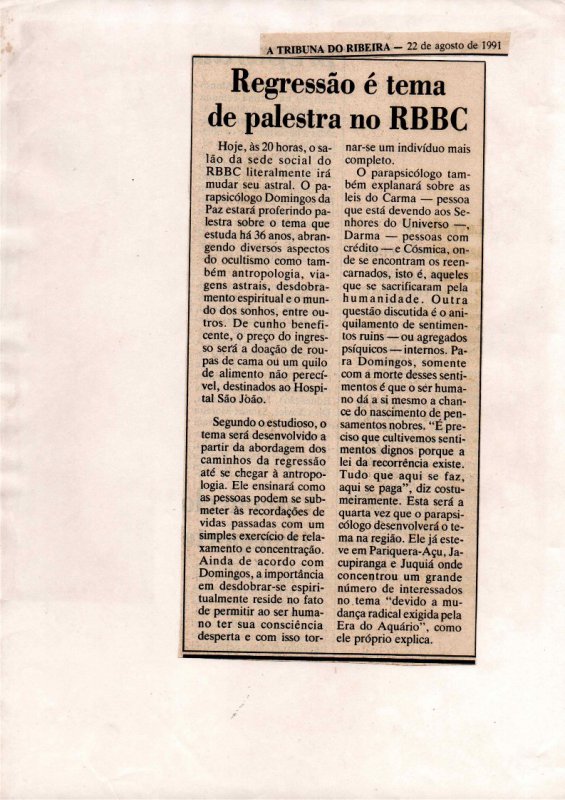 A TRIBUNA DO RIBEIRA — 22 de agosto de 1991
Regressão é tema
de palestra no RBBC
Hoje, às 20 horas, o sa-
lão da sede social do
RBBC literalmente irá
mudar seu astral. O pa-
rapsicólogo Domingos da
Paz estará proferindo pa-
lestra sobre o tema que
estuda há 36 anos, abran-
gendo diversos aspectos
do ocultismo como tam-
bém antropologia, via-
gens astrais, desdobra-
mento espiritual e o mun-
do dos sonhos, entre ou-
tros. De cunho benefi-
cente, o preço do ingres-
so será a doação de rou-
pas de cama ou um quilo
de alimento não perecí-
vel, destinados ao Hospi-
tal São João.
Segundo o estudioso, o
tema será desenvolvido a
partir da abordagem dos
caminhos da regressão
até se chegar à antropo-
logia. Ele ensinará como
as pessoas podem se sub-
meter às recordações de
vidas passadas com um
simples exercício de rela-
xamento e concentração.
Ainda de acordo com
Domingos, a importância
em desdobrar-se espiri-
tualmente reside no fato
de permitir ao ser huma-
no ter sua consciência
desperta e com isso tor-
nar-se um indivíduo mais
completo.
O parapsicólogo tam-
bém explanará sobre as
leis do Carma — pessoa
que está devendo aos Se-
nhores do Universo —,
Darma — pessoas com
crédito — e Cósmica, on-
de se encontram os reen-
carnados, isto é, aqueles
que se sacrificaram pela
humanidade. Outra
questão discutida é o ani-
quilamento de sentimen-
tos ruins — ou agregados
psíquicos — internos. Pa-
ra Domingos, somente
com a morte desses senti-
mentos é que o ser huma-
no dá a si mesmo a chan-
ce do nascimento de pen-
samentos nobres. “É pre-
ciso que cultivemos senti-
mentos dignos porque a
lei da recorrência existe.
Tudo que aqui se faz,
aqui se paga”, diz costu-
meiramente. Esta será a
quarta vez que o parapsi-
cólogo desenvolverá o te-
ma na região. Ele já este-
ve em Pariquera-Açu, Ja-
cupiranga e Juquiá onde
concentrou um grande
número de interessados
no tema “devido a mu-
dança radical exigida pela
Era do Aquário”, como
ele próprio explica.